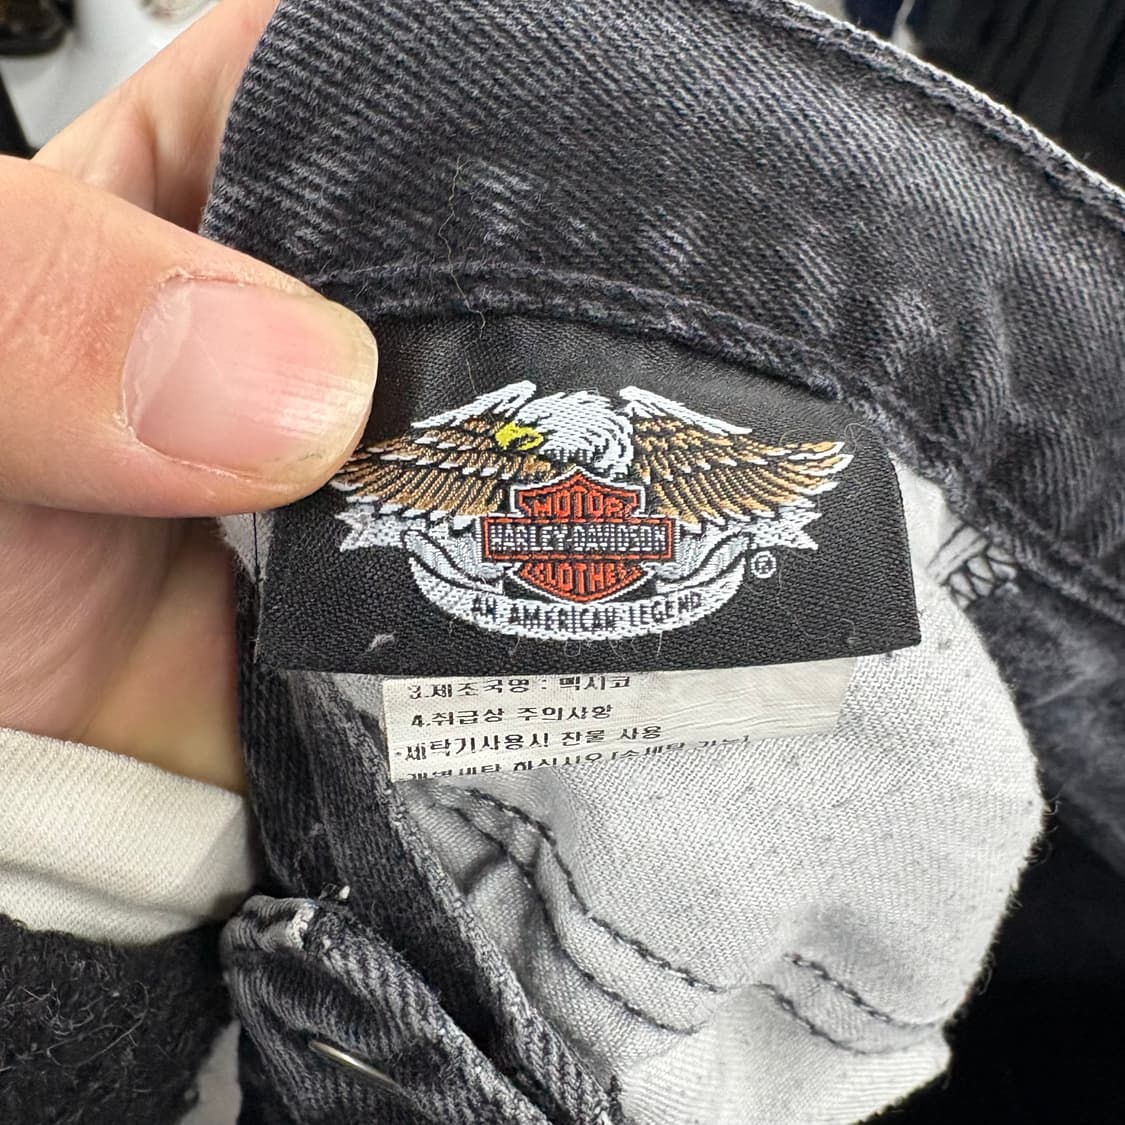 MOTOR
HARLEY-DAVIDSON
CLOTHES
®
AN AMERICAN LEGEND
3.제조국명 : 멕시코
4.취급상 주의사항
-세탁기사용시 찬물 사용